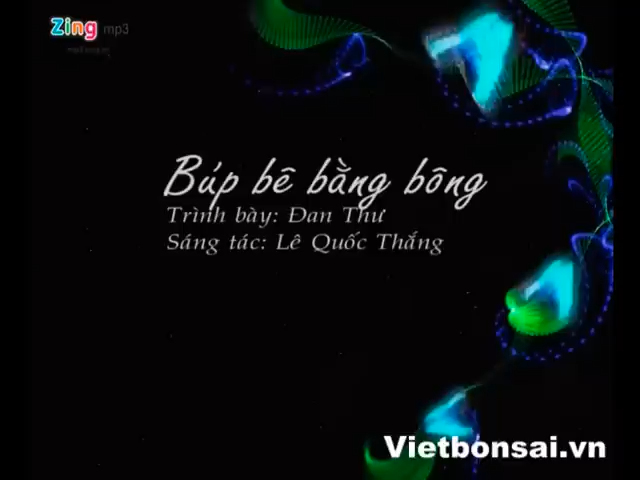 Zing mp3
Búp bê bằng bông
Trình bày: Đan Thư
Sáng tác: Lê Quốc Thắng
Vietbonsai.vn